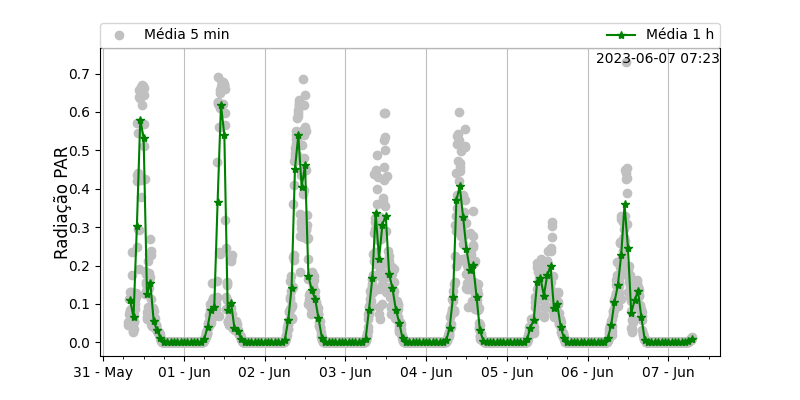 Média 5 min
Média 1 h
2023-06-07 07:23
Radiação PAR
0.7
0.6
0.5
0.4
0.3
0.2
0.1
0.0
31 - May
01 - Jun
02 - Jun
03 - Jun
04 - Jun
05 - Jun
06 - Jun
07 - Jun